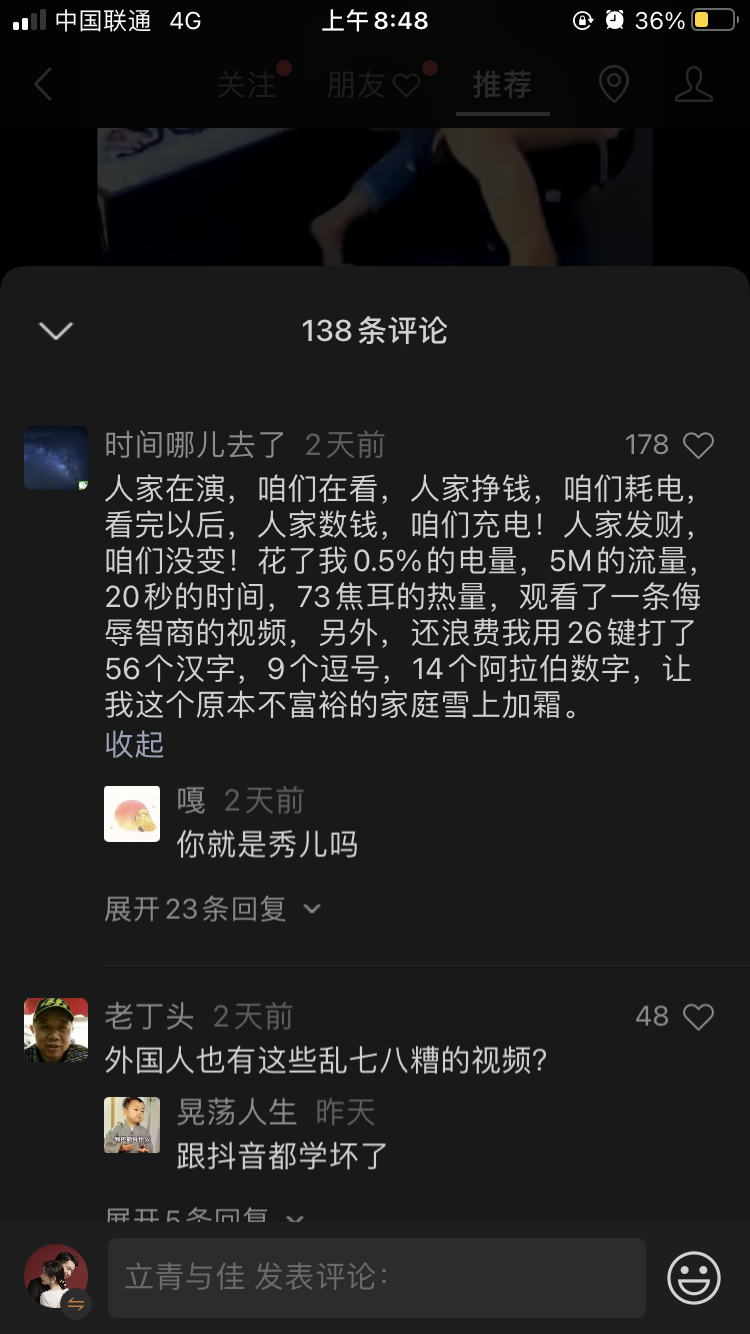 中国联通 4G 上午8:48 36%
关注 朋友♡ 推荐
138条评论
时间哪儿去了 2天前 178
人家在演，咱们在看，人家挣钱，咱们耗电，
看完以后，人家数钱，咱们充电！人家发财，
咱们没变！花了我0.5%的电量，5M的流量，
20秒的时间，73焦耳的热量，观看了一条侮
辱智商的视频，另外，还浪费我用26键打了
56个汉字，9个逗号，14个阿拉伯数字，让
我这个原本不富裕的家庭雪上加霜。
收起
嘎 2天前
你就是秀儿吗
展开23条回复
老丁头 2天前 48
外国人也有这些乱七八糟的视频?
晃荡人生 昨天
跟抖音都学坏了
展开5条回复
立青与佳 发表评论：